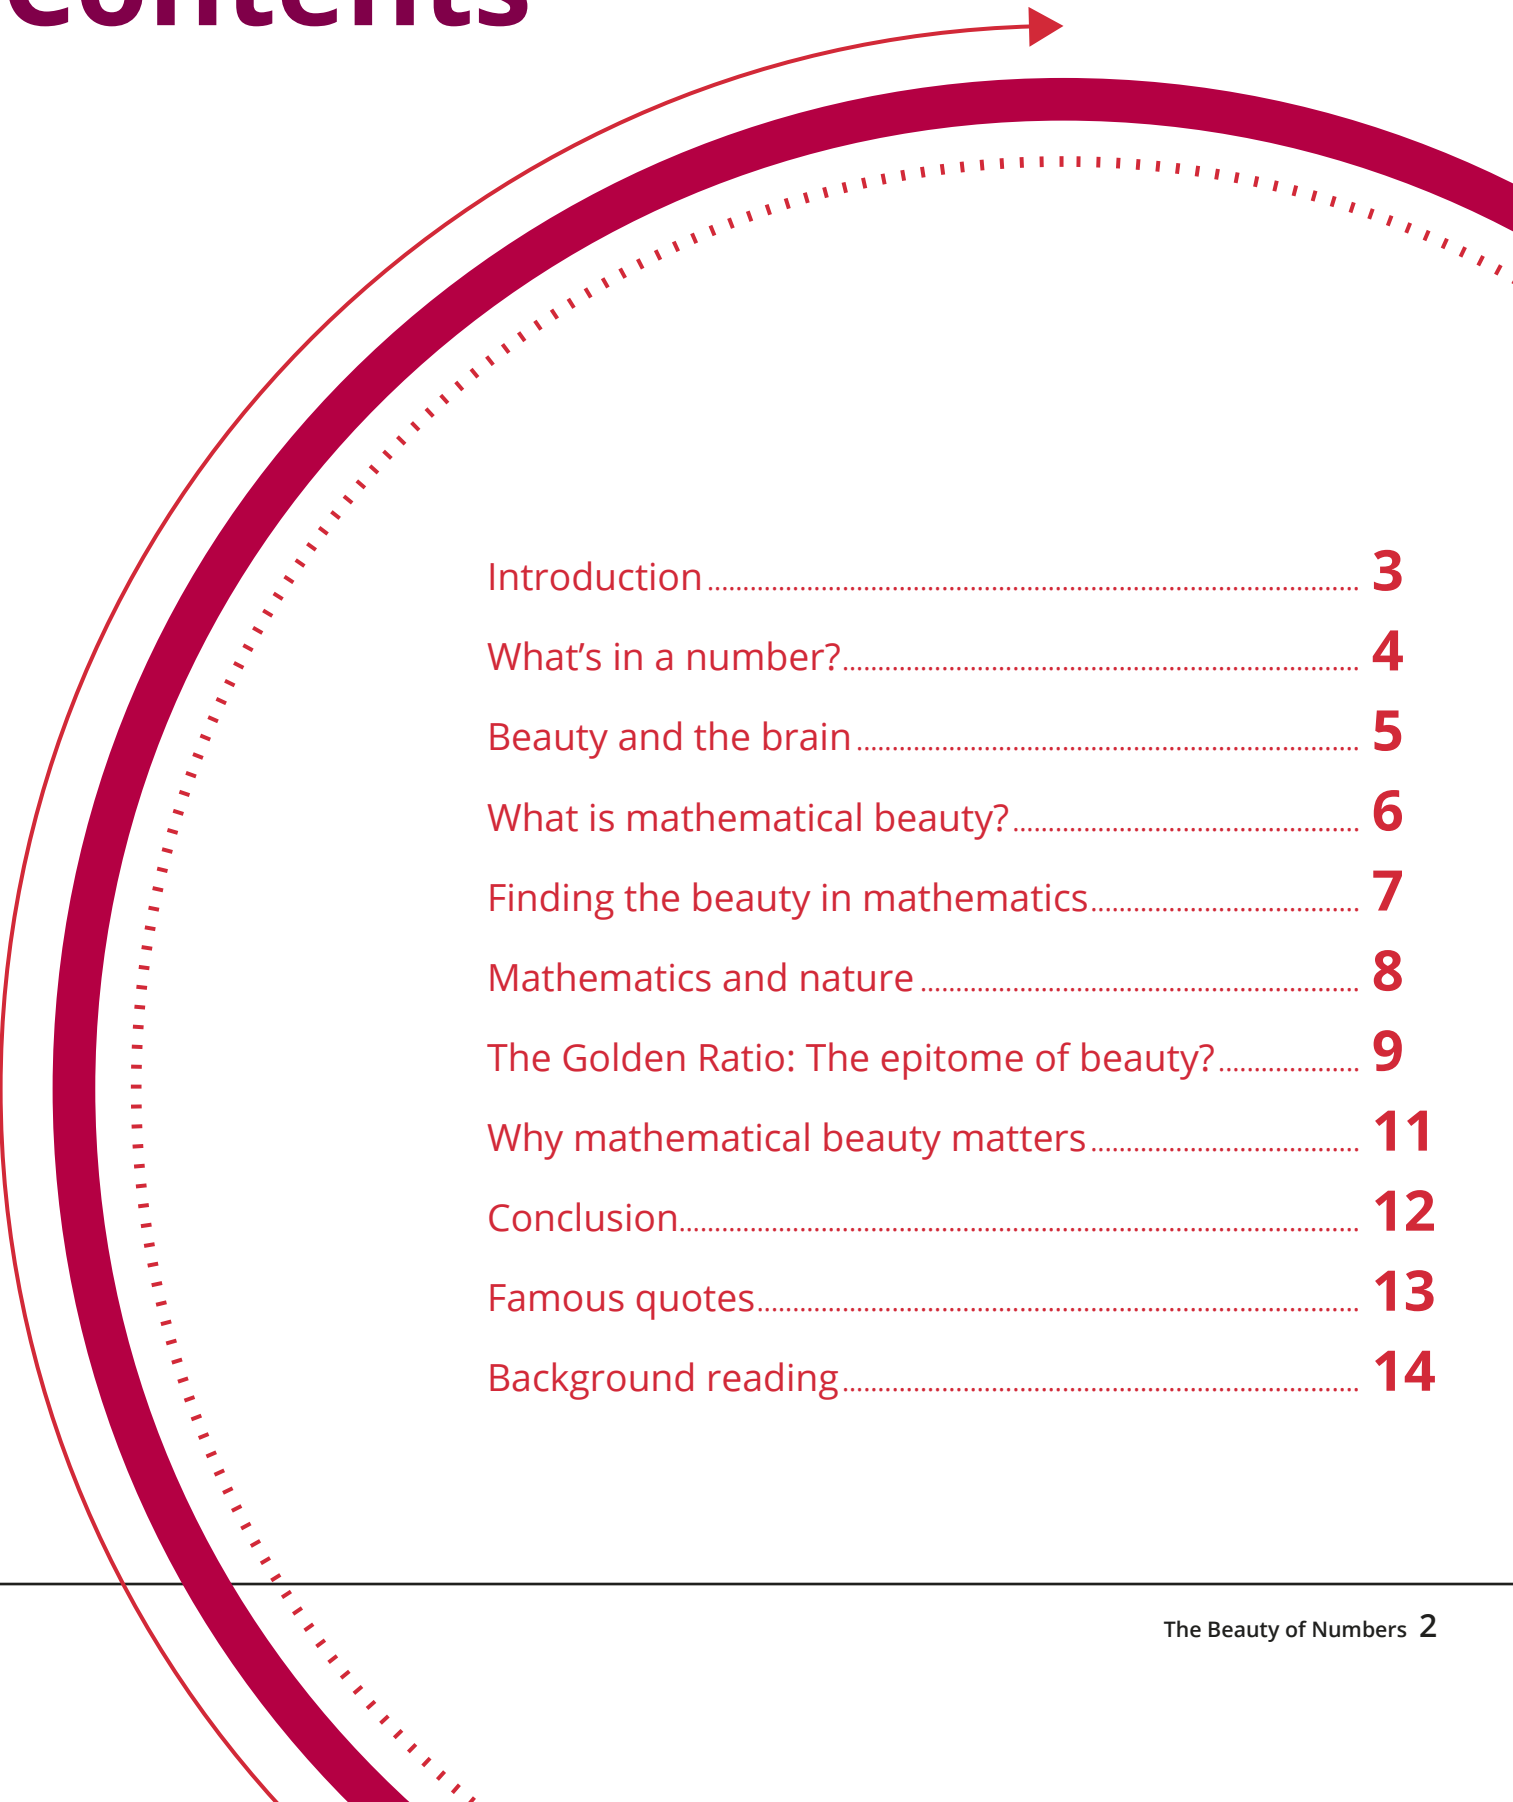 Contents
Introduction 3
What’s in a number? 4
Beauty and the brain 5
What is mathematical beauty? 6
Finding the beauty in mathematics 7
Mathematics and nature 8
The Golden Ratio: The epitome of beauty? 9
Why mathematical beauty matters 11
Conclusion 12
Famous quotes 13
Background reading 14
The Beauty of Numbers 2